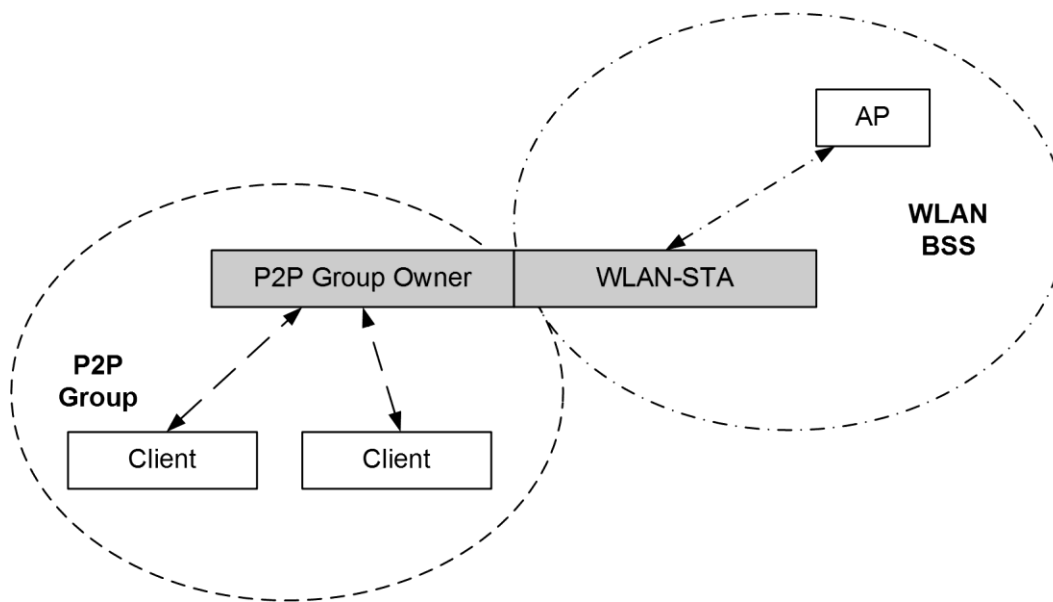 AP
WLAN
BSS
P2P Group Owner
WLAN-STA
P2P
Group
Client
Client